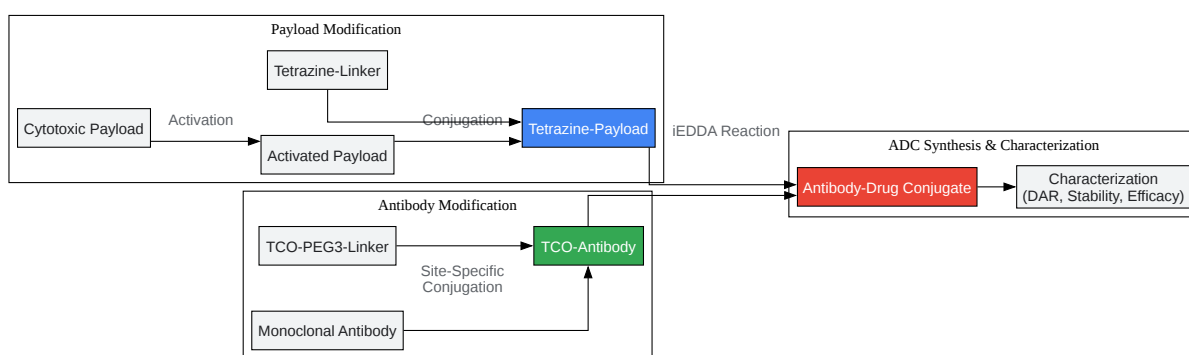 Payload Modification
Tetrazine-Linker
Cytotoxic Payload
Activation
Activated Payload
Conjugation
Tetrazine-Payload
iEDDA Reaction
Antibody Modification
TCO-PEG3-Linker
Site-Specific
Conjugation
TCO-Antibody
Monoclonal Antibody
ADC Synthesis & Characterization
Antibody-Drug Conjugate
Characterization
(DAR, Stability, Efficacy)